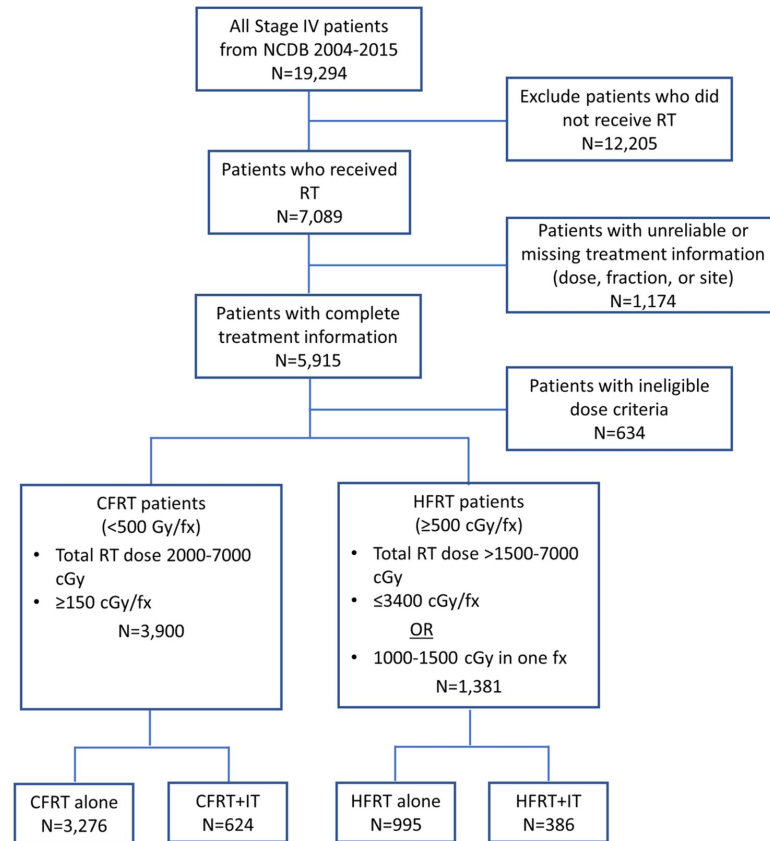 All Stage IV patients
from NCDB 2004-2015
N=19,294
Exclude patients who did
not receive RT
N=12,205
Patients who received
RT
N=7,089
Patients with unreliable or
missing treatment information
(dose, fraction, or site)
N=1,174
Patients with complete
treatment information
N=5,915
Patients with ineligible
dose criteria
N=634
CFRT patients
(<500 Gy/fx)
• Total RT dose 2000-7000
cGy
• ≥150 cGy/fx
N=3,900
HFRT patients
(≥500 cGy/fx)
• Total RT dose >1500-7000
cGy
• ≤3400 cGy/fx
OR
• 1000-1500 cGy in one fx
N=1,381
CFRT alone
N=3,276
CFRT+IT
N=624
HFRT alone
N=995
HFRT+IT
N=386